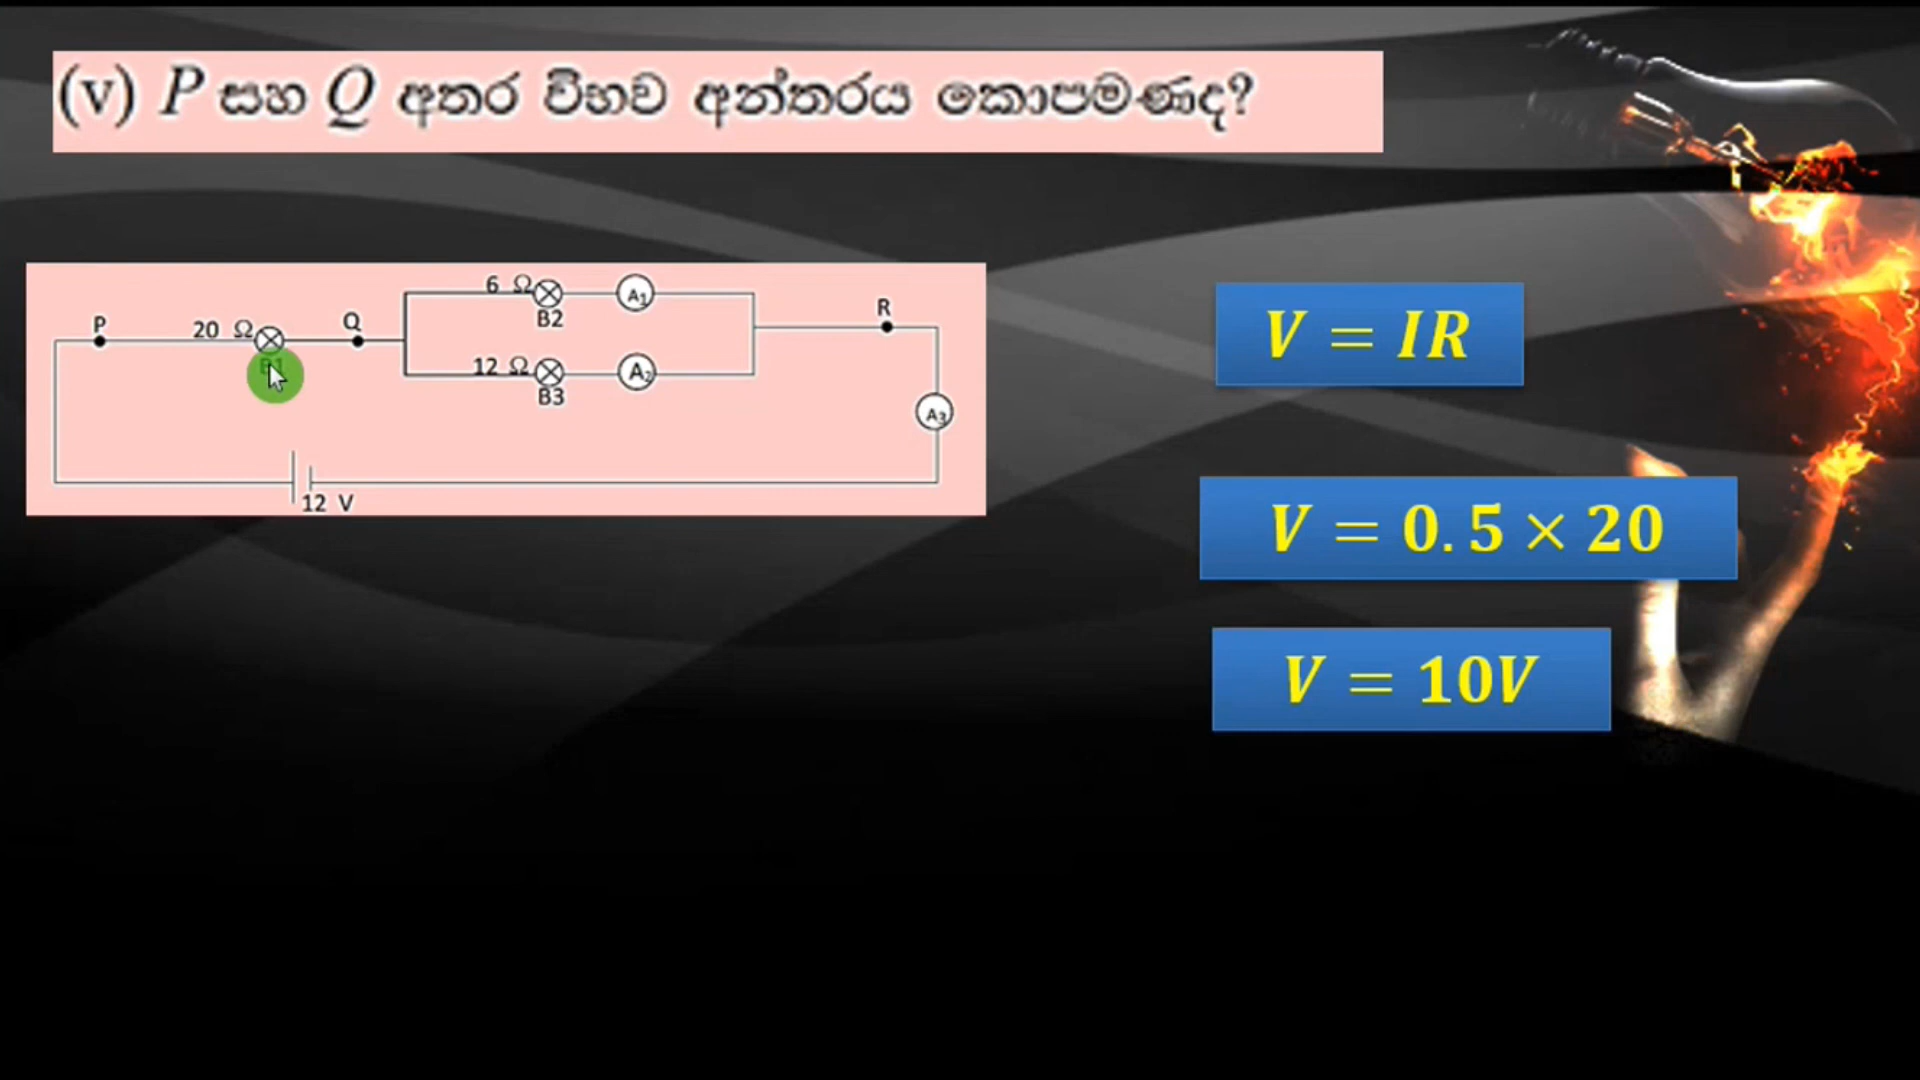 (v) P සහ Q අතර විභව අන්තරය කොපමණද?
6 Ω
A1
B2
P
20 Ω
Q
R
B1
12 Ω
A2
B3
A3
12 V
V = IR
V = 0.5 × 20
V = 10V